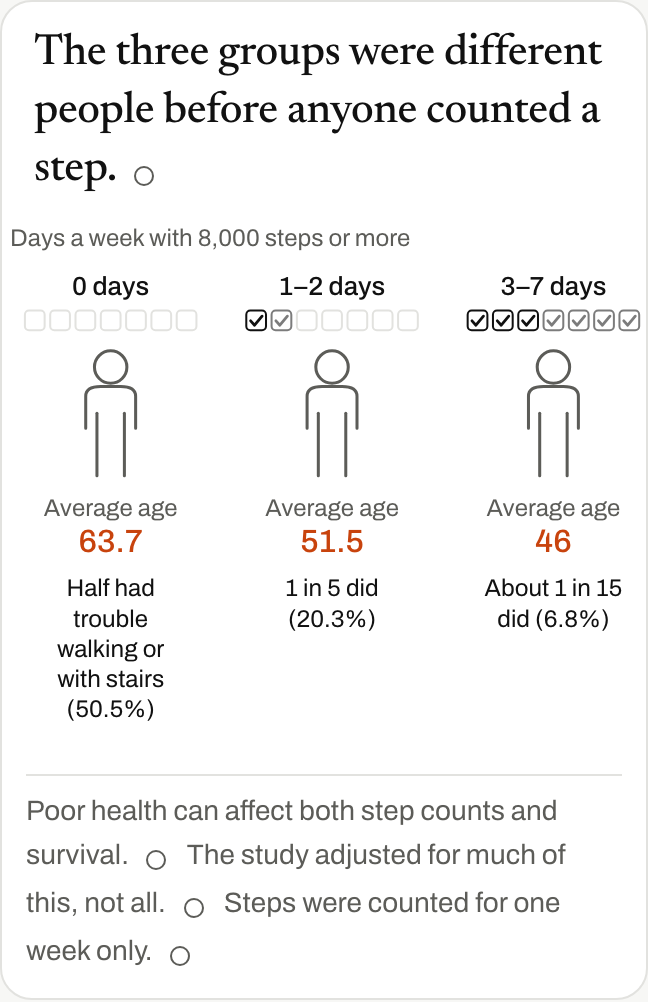 The three groups were different
people before anyone counted a
step.
Days a week with 8,000 steps or more
0 days
1–2 days
3–7 days
Average age
63.7
Half had
trouble
walking or
with stairs
(50.5%)
Average age
51.5
1 in 5 did
(20.3%)
Average age
46
About 1 in 15
did (6.8%)
Poor health can affect both step counts and
survival. The study adjusted for much of
this, not all. Steps were counted for one
week only.